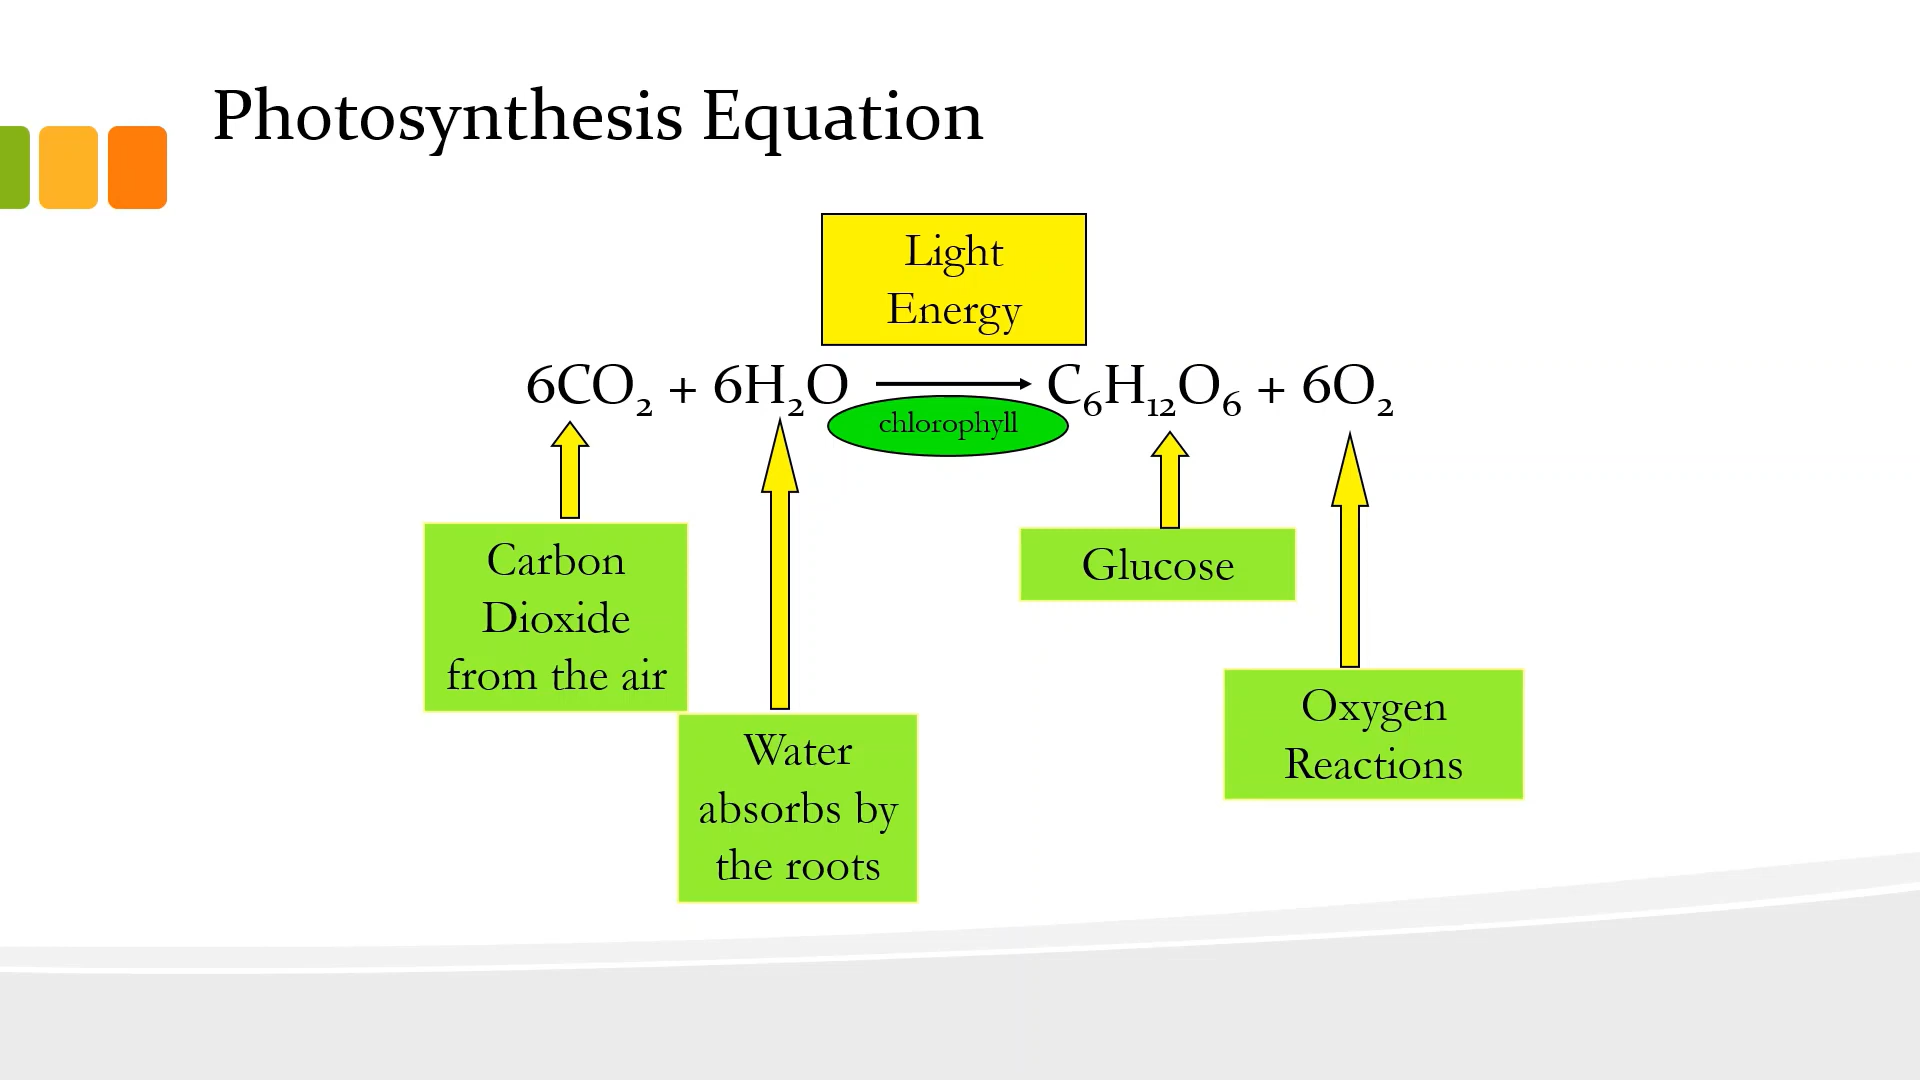 Photosynthesis Equation
Light
Energy
6CO₂ + 6H₂O → C₆H₁₂O₆ + 6O₂
chlorophyll
Carbon
Dioxide
from the air
Water
absorbs by
the roots
Glucose
Oxygen
Reactions